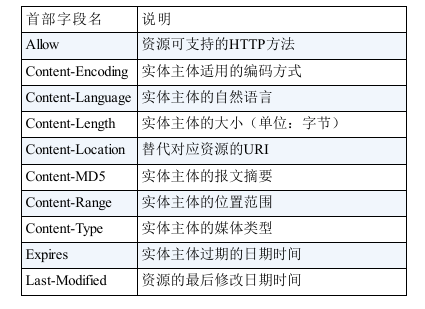 首部字段名 说明
Allow 资源可支持的HTTP方法
Content-Encoding 实体主体适用的编码方式
Content-Language 实体主体的自然语言
Content-Length 实体主体的大小（单位：字节）
Content-Location 替代对应资源的URI
Content-MD5 实体主体的报文摘要
Content-Range 实体主体的位置范围
Content-Type 实体主体的媒体类型
Expires 实体主体过期的日期时间
Last-Modified 资源的最后修改日期时间